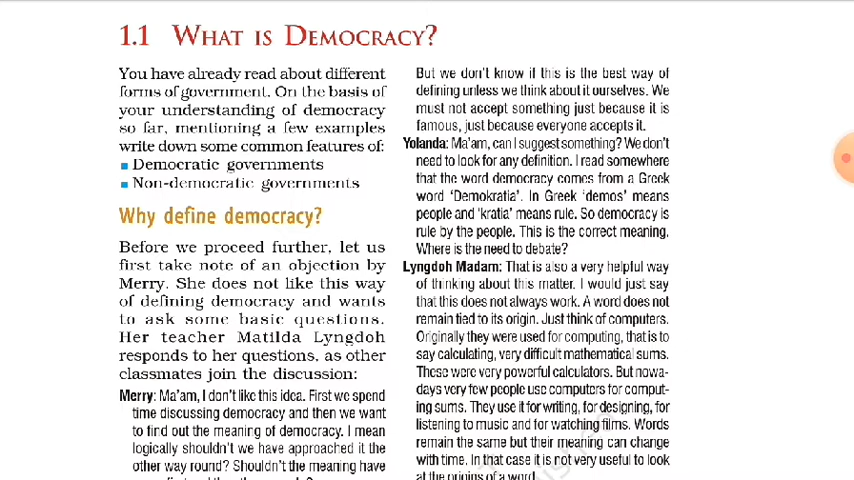 1.1 WHAT IS DEMOCRACY?
You have already read about different
forms of government. On the basis of
your understanding of democracy
so far, mentioning a few examples
write down some common features of:
Democratic governments
Non-democratic governments
Why define democracy?
Before we proceed further, let us
first take note of an objection by
Merry. She does not like this way
of defining democracy and wants
to ask some basic questions.
Her teacher Matilda Lyngdoh
responds to her questions, as other
classmates join the discussion:
Merry: Ma'am, I don't like this idea. First we spend
time discussing democracy and then we want
to find out the meaning of democracy. I mean
logically shouldn't we have approached it the
other way round? Shouldn't the meaning have
But we don't know if this is the best way of
defining unless we think about it ourselves. We
must not accept something just because it is
famous, just because everyone accepts it.
Yolanda: Ma'am, can I suggest something? We don't
need to look for any definition. I read somewhere
that the word democracy comes from a Greek
word 'Demokratia'. In Greek 'demos' means
people and 'kratia' means rule. So democracy is
rule by the people. This is the correct meaning.
Where is the need to debate?
Lyngdoh Madam: That is also a very helpful way
of thinking about this matter. I would just say
that this does not always work. A word does not
remain tied to its origin. Just think of computers.
Originally they were used for computing, that is to
say calculating, very difficult mathematical sums.
These were very powerful calculators. But nowa-
days very few people use computers for comput-
ing sums. They use it for writing, for designing, for
listening to music and for watching films. Words
remain the same but their meaning can change
with time. In that case it is not very useful to look
at the origins of a word.